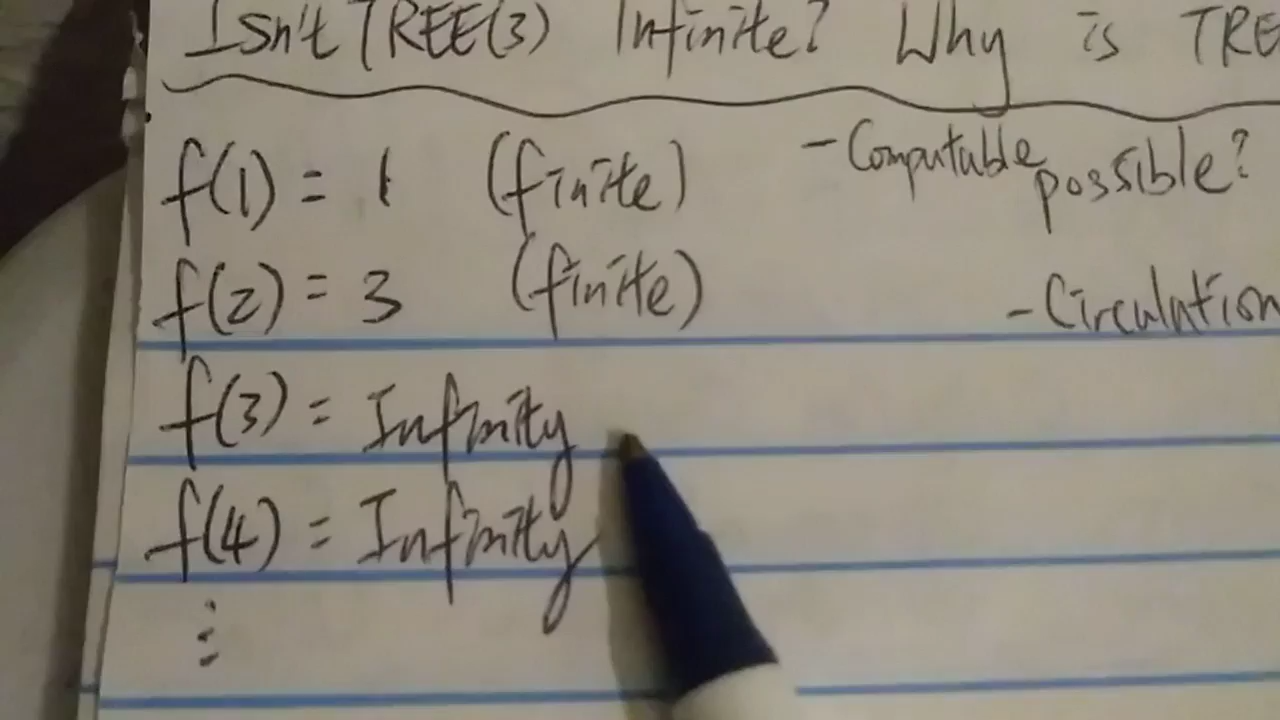 Isn't TREE(3) Infinite? Why is TRE
f(1) = 1 (finite)
- Computable possible?
f(2) = 3 (finite)
- Circulation
f(3) = Infinity
f(4) = Infinity
⋮